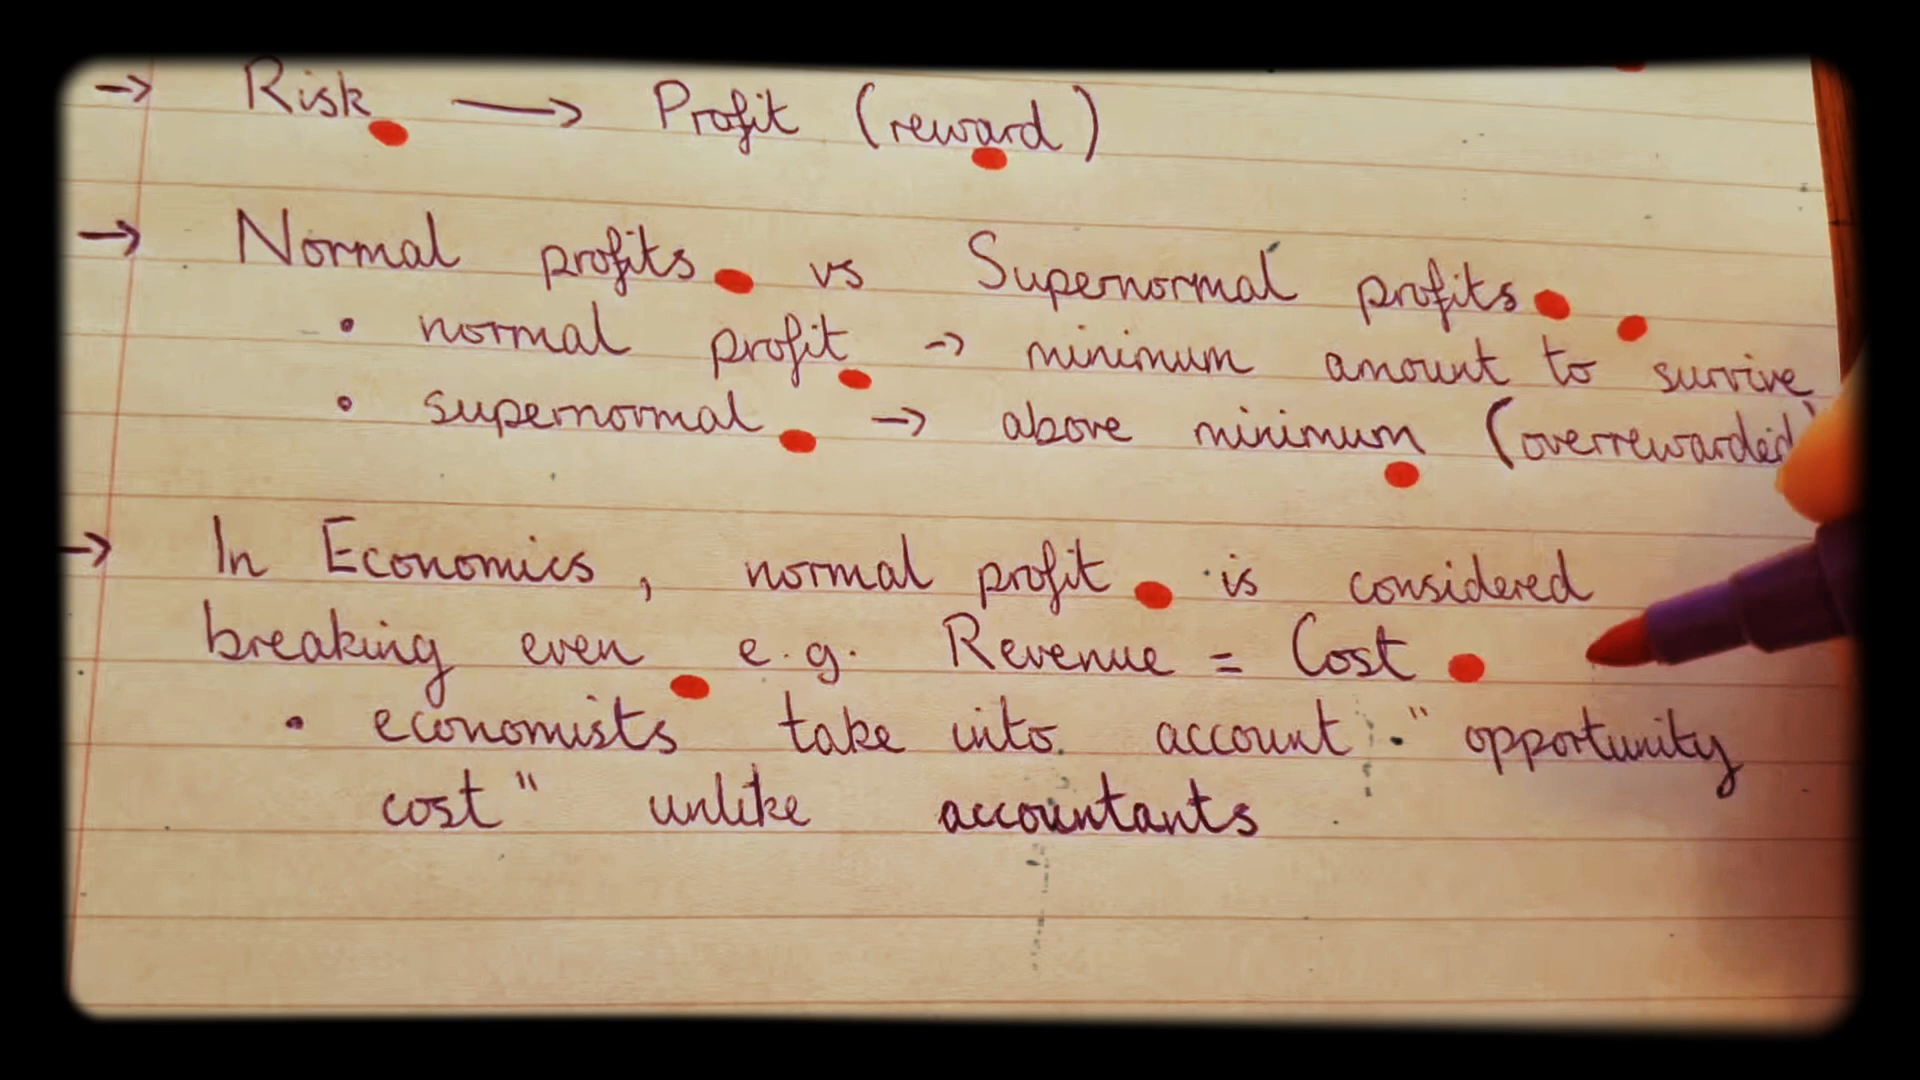 → Risk → Profit (reward)
→ Normal profits vs Supernormal profits
• normal profit → minimum amount to survive
• supernormal → above minimum (overrewarded)
→ In Economics, normal profit is considered
breaking even e.g. Revenue = Cost
• economists take into account "opportunity
cost" unlike accountants